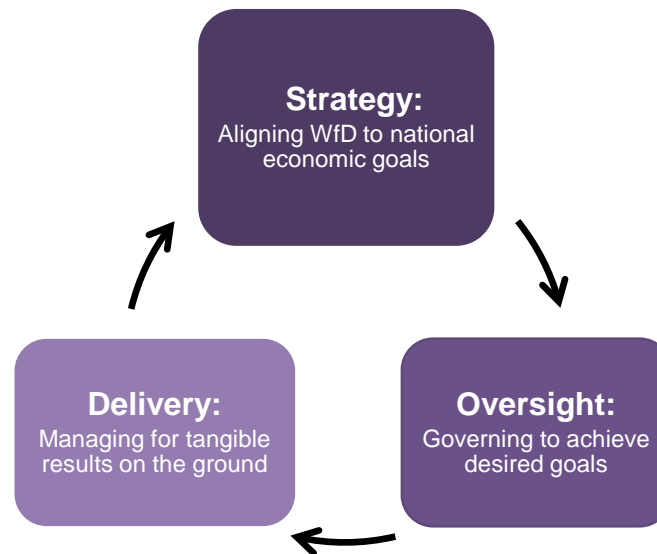 Strategy:
Aligning WfD to national
economic goals
Delivery:
Managing for tangible
results on the ground
Oversight:
Governing to achieve
desired goals